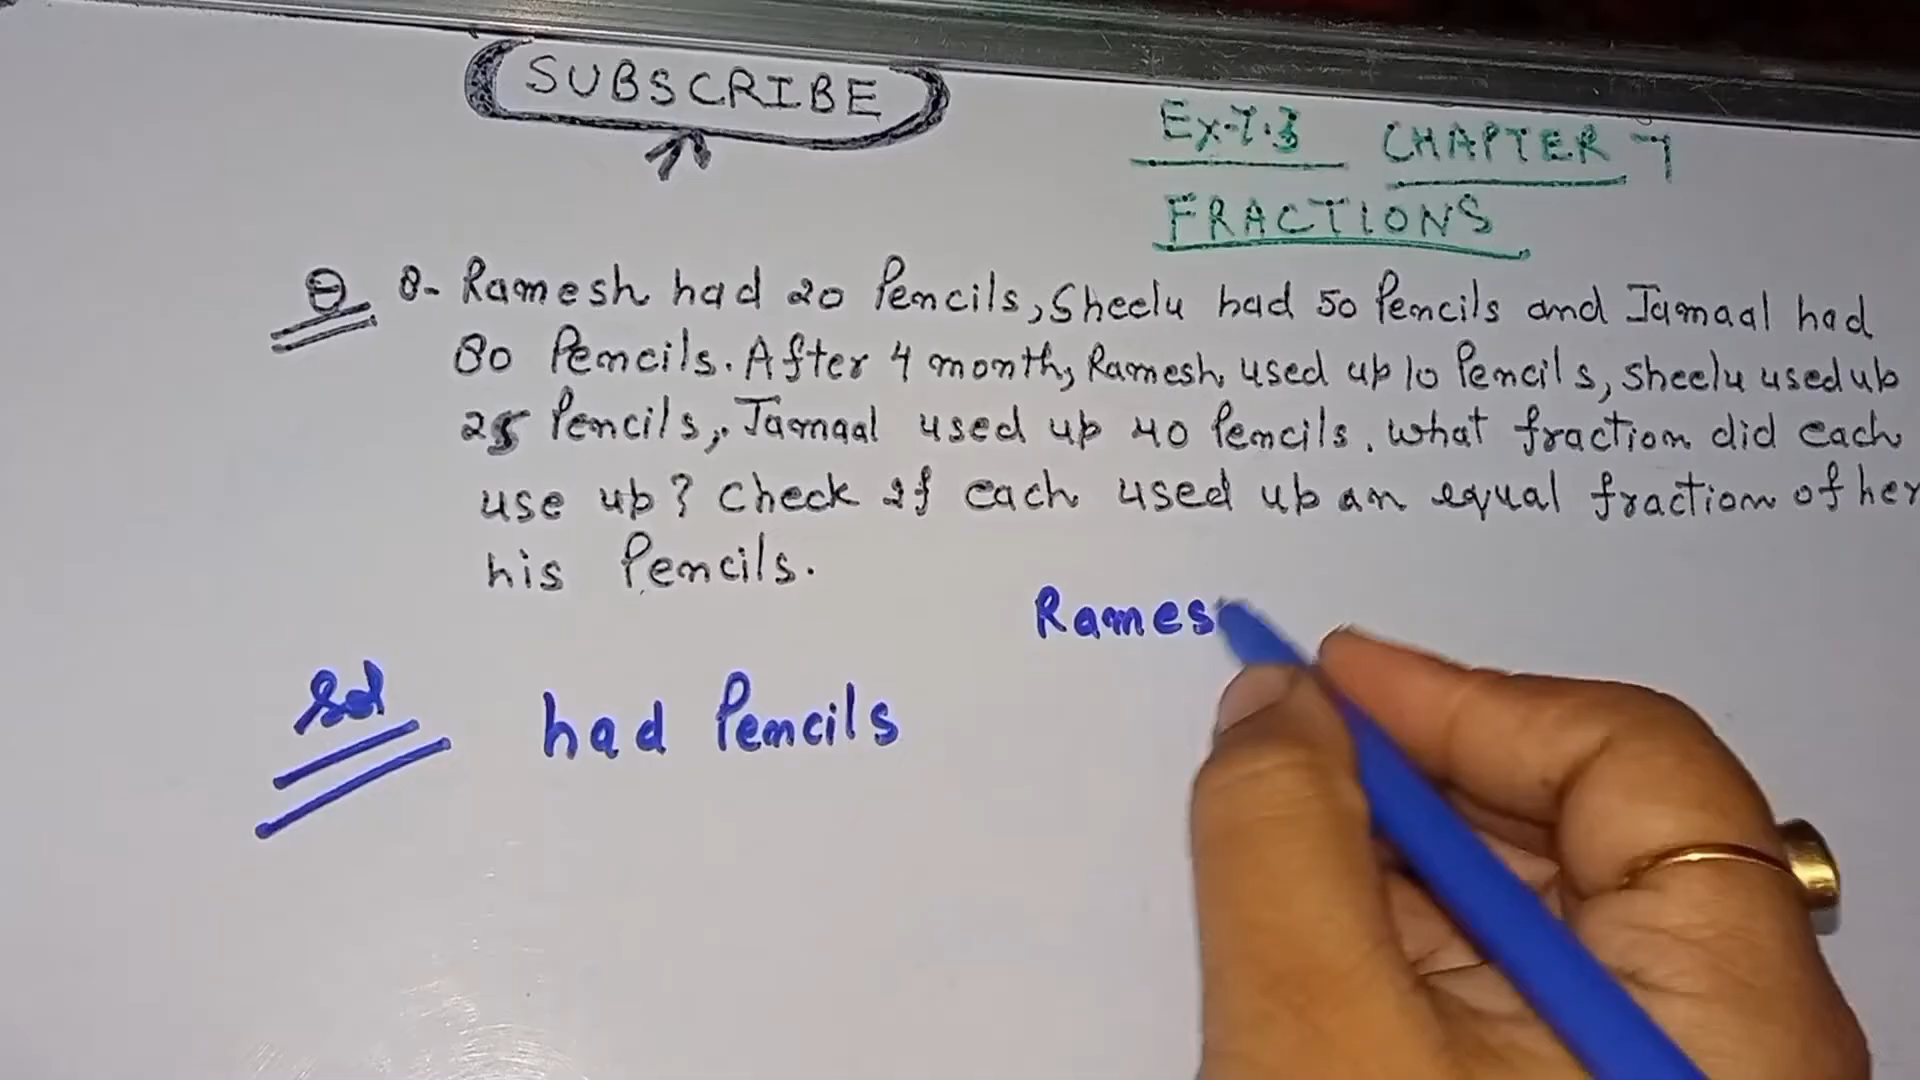 SUBSCRIBE
Ex-7.3 CHAPTER 7
FRACTIONS
Q 8- Ramesh had 20 Pencils, Sheelu had 50 Pencils and Jamaal had
80 Pencils. After 4 month, Ramesh used up 10 Pencils, Sheelu used up
25 Pencils, Jamaal used up 40 Pencils. What fraction did each
use up? Check If each used up an equal fraction of her
his Pencils.
Rames
Sol had Pencils